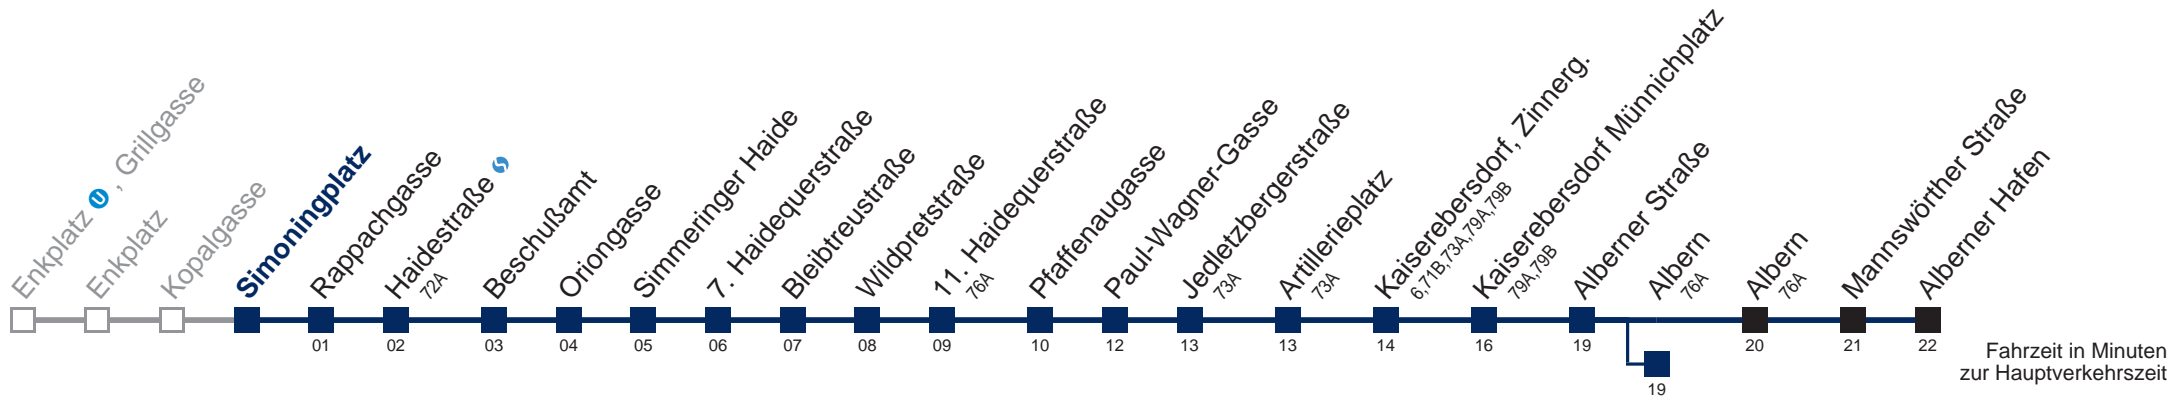 Enkplatz U , Grillgasse
Enkplatz
Kopalgasse
Simoningplatz
Rappachgasse
01
Haidestraße S
72A
02
Beschußamt
03
Oriongasse
04
Simmeringer Haide
05
7. Haidequerstraße
06
Bleibtreustraße
07
Wildpretstraße
08
11. Haidequerstraße
76A
09
Pfaffenaugasse
10
Paul-Wagner-Gasse
12
Jedletzbergerstraße
73A
13
Artillerieplatz
73A
13
Kaiserebersdorf, Zinnerg.
6,71B,73A,79A,79B
14
Kaiserebersdorf Münnichplatz
79A,79B
16
Alberner Straße
19
Albern
76A
19
Albern
76A
20
Mannswörther Straße
21
Alberner Hafen
22
Fahrzeit in Minuten
zur Hauptverkehrszeit